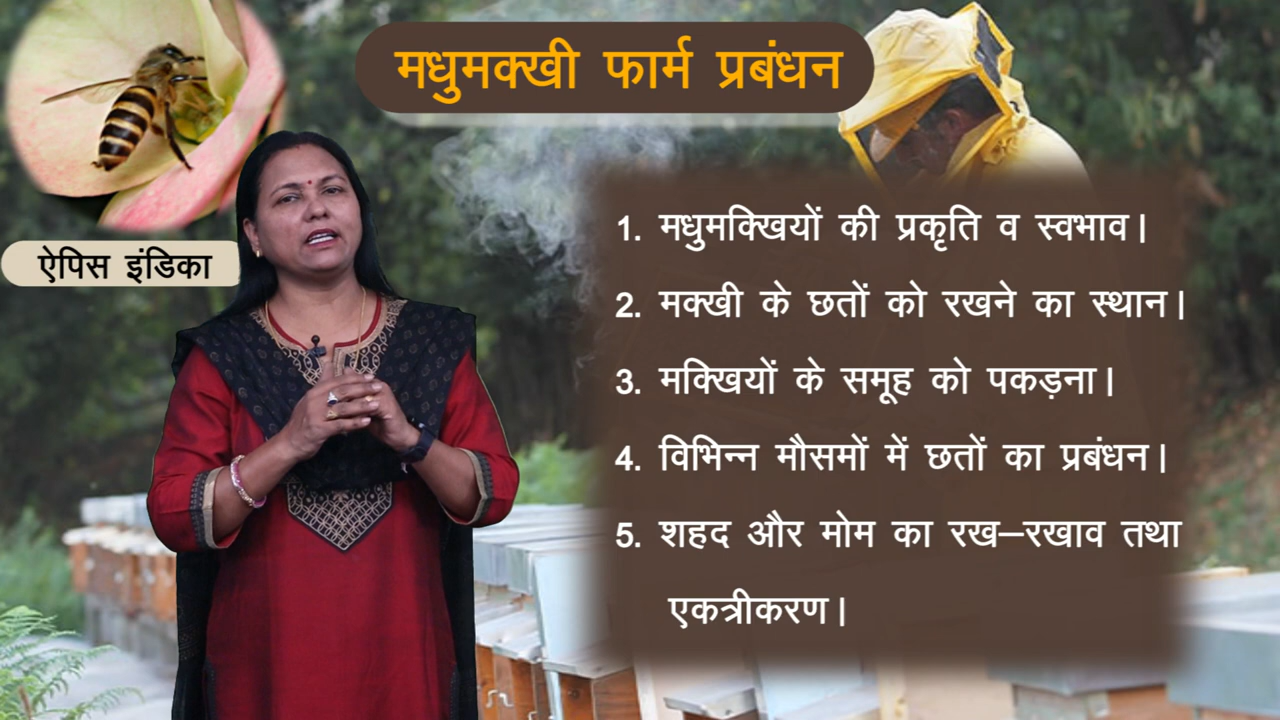 मधुमक्खी फार्म प्रबंधन
ऐपिस इंडिका
1. मधुमक्खियों की प्रकृति व स्वभाव।
2. मक्खी के छतों को रखने का स्थान।
3. मक्खियों के समूह को पकड़ना।
4. विभिन्न मौसमों में छतों का प्रबंधन।
5. शहद और मोम का रख–रखाव तथा
एकत्रीकरण।